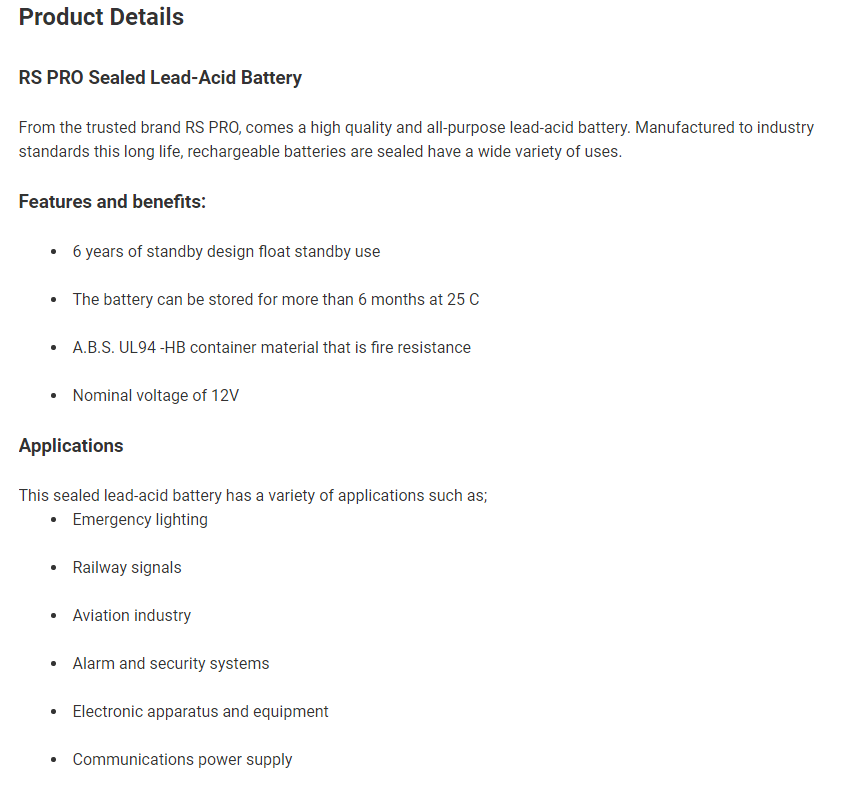 Product Details
RS PRO Sealed Lead-Acid Battery
From the trusted brand RS PRO, comes a high quality and all-purpose lead-acid battery. Manufactured to industry
standards this long life, rechargeable batteries are sealed have a wide variety of uses.
Features and benefits:
• 6 years of standby design float standby use
• The battery can be stored for more than 6 months at 25 C
• A.B.S. UL94 -HB container material that is fire resistance
• Nominal voltage of 12V
Applications
This sealed lead-acid battery has a variety of applications such as;
• Emergency lighting
• Railway signals
• Aviation industry
• Alarm and security systems
• Electronic apparatus and equipment
• Communications power supply